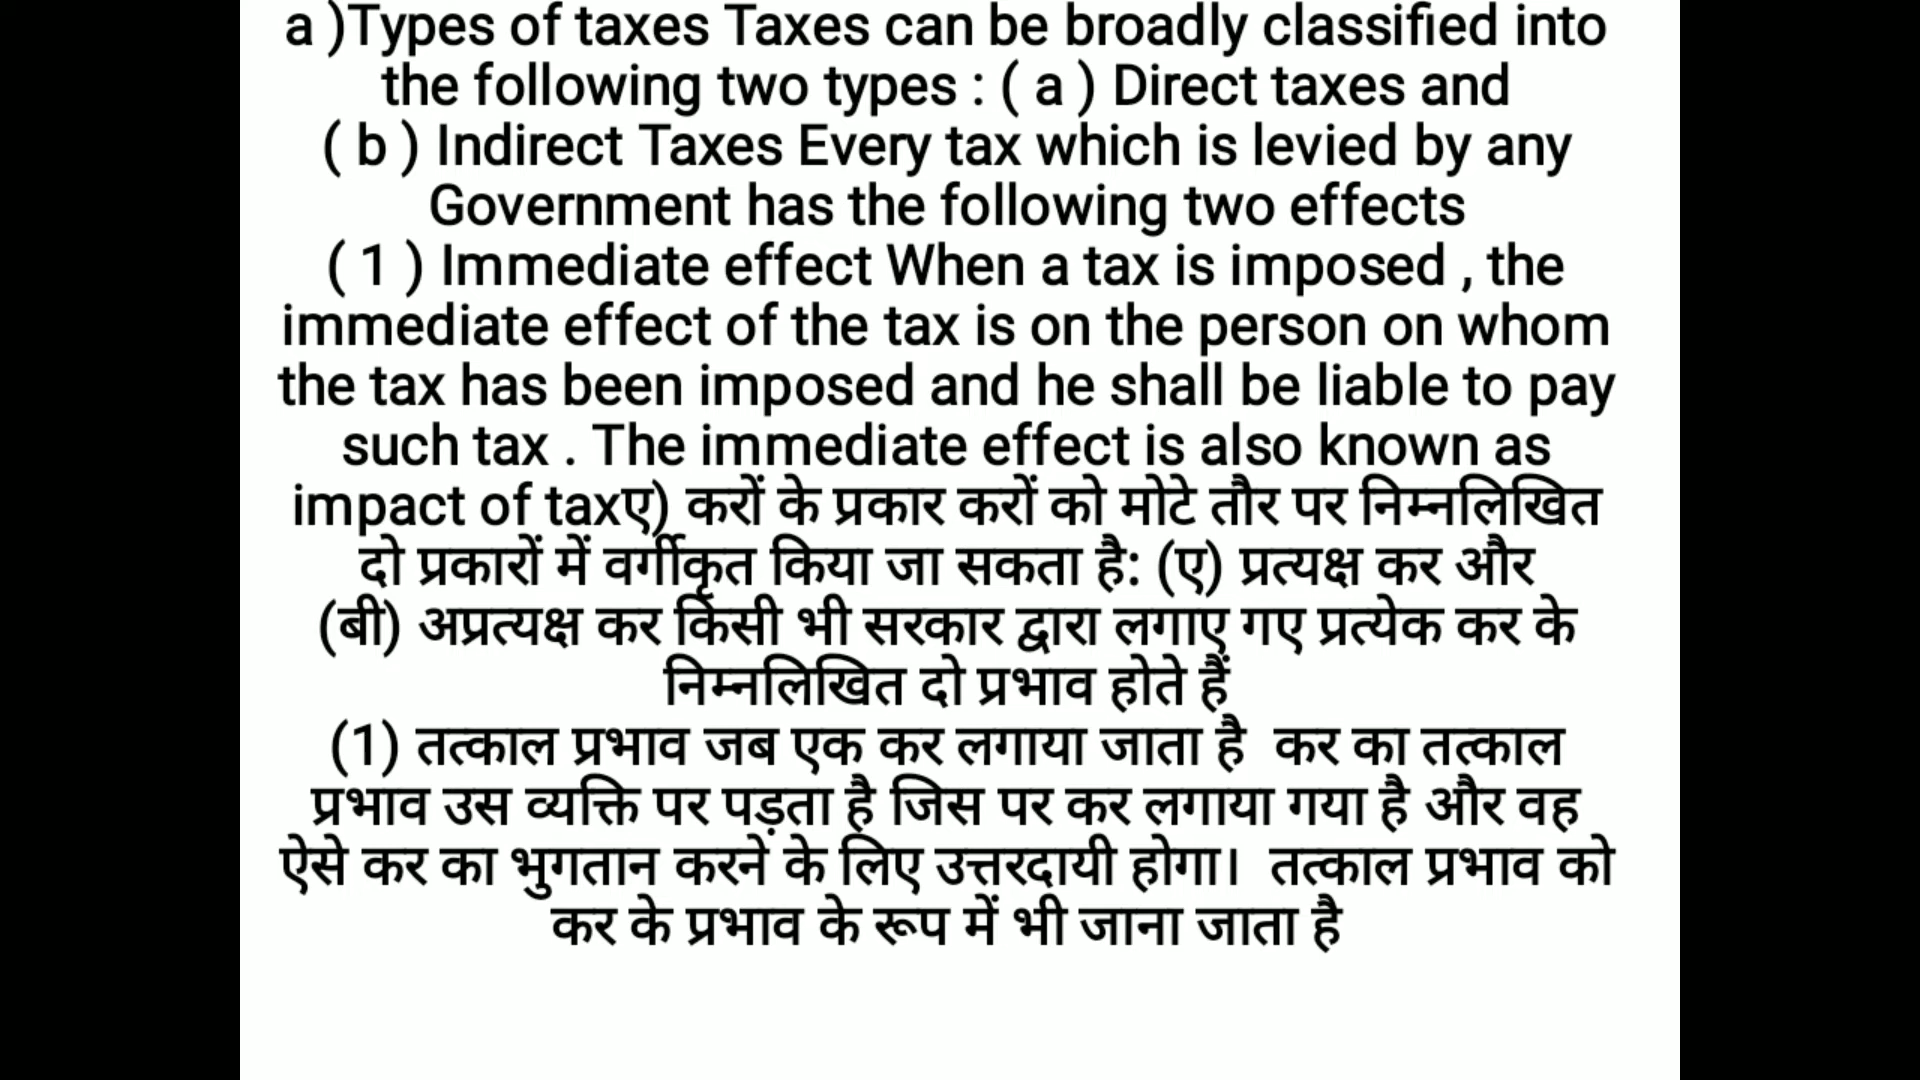 a )Types of taxes Taxes can be broadly classified into
the following two types : ( a ) Direct taxes and
( b ) Indirect Taxes Every tax which is levied by any
Government has the following two effects
( 1 ) Immediate effect When a tax is imposed , the
immediate effect of the tax is on the person on whom
the tax has been imposed and he shall be liable to pay
such tax . The immediate effect is also known as
impact of taxए) करों के प्रकार करों को मोटे तौर पर निम्नलिखित
दो प्रकारों में वर्गीकृत किया जा सकता है: (ए) प्रत्यक्ष कर और
(बी) अप्रत्यक्ष कर किसी भी सरकार द्वारा लगाए गए प्रत्येक कर के
निम्नलिखित दो प्रभाव होते हैं
(1) तत्काल प्रभाव जब एक कर लगाया जाता है  कर का तत्काल
प्रभाव उस व्यक्ति पर पड़ता है जिस पर कर लगाया गया है और वह
ऐसे कर का भुगतान करने के लिए उत्तरदायी होगा।  तत्काल प्रभाव को
कर के प्रभाव के रूप में भी जाना जाता है